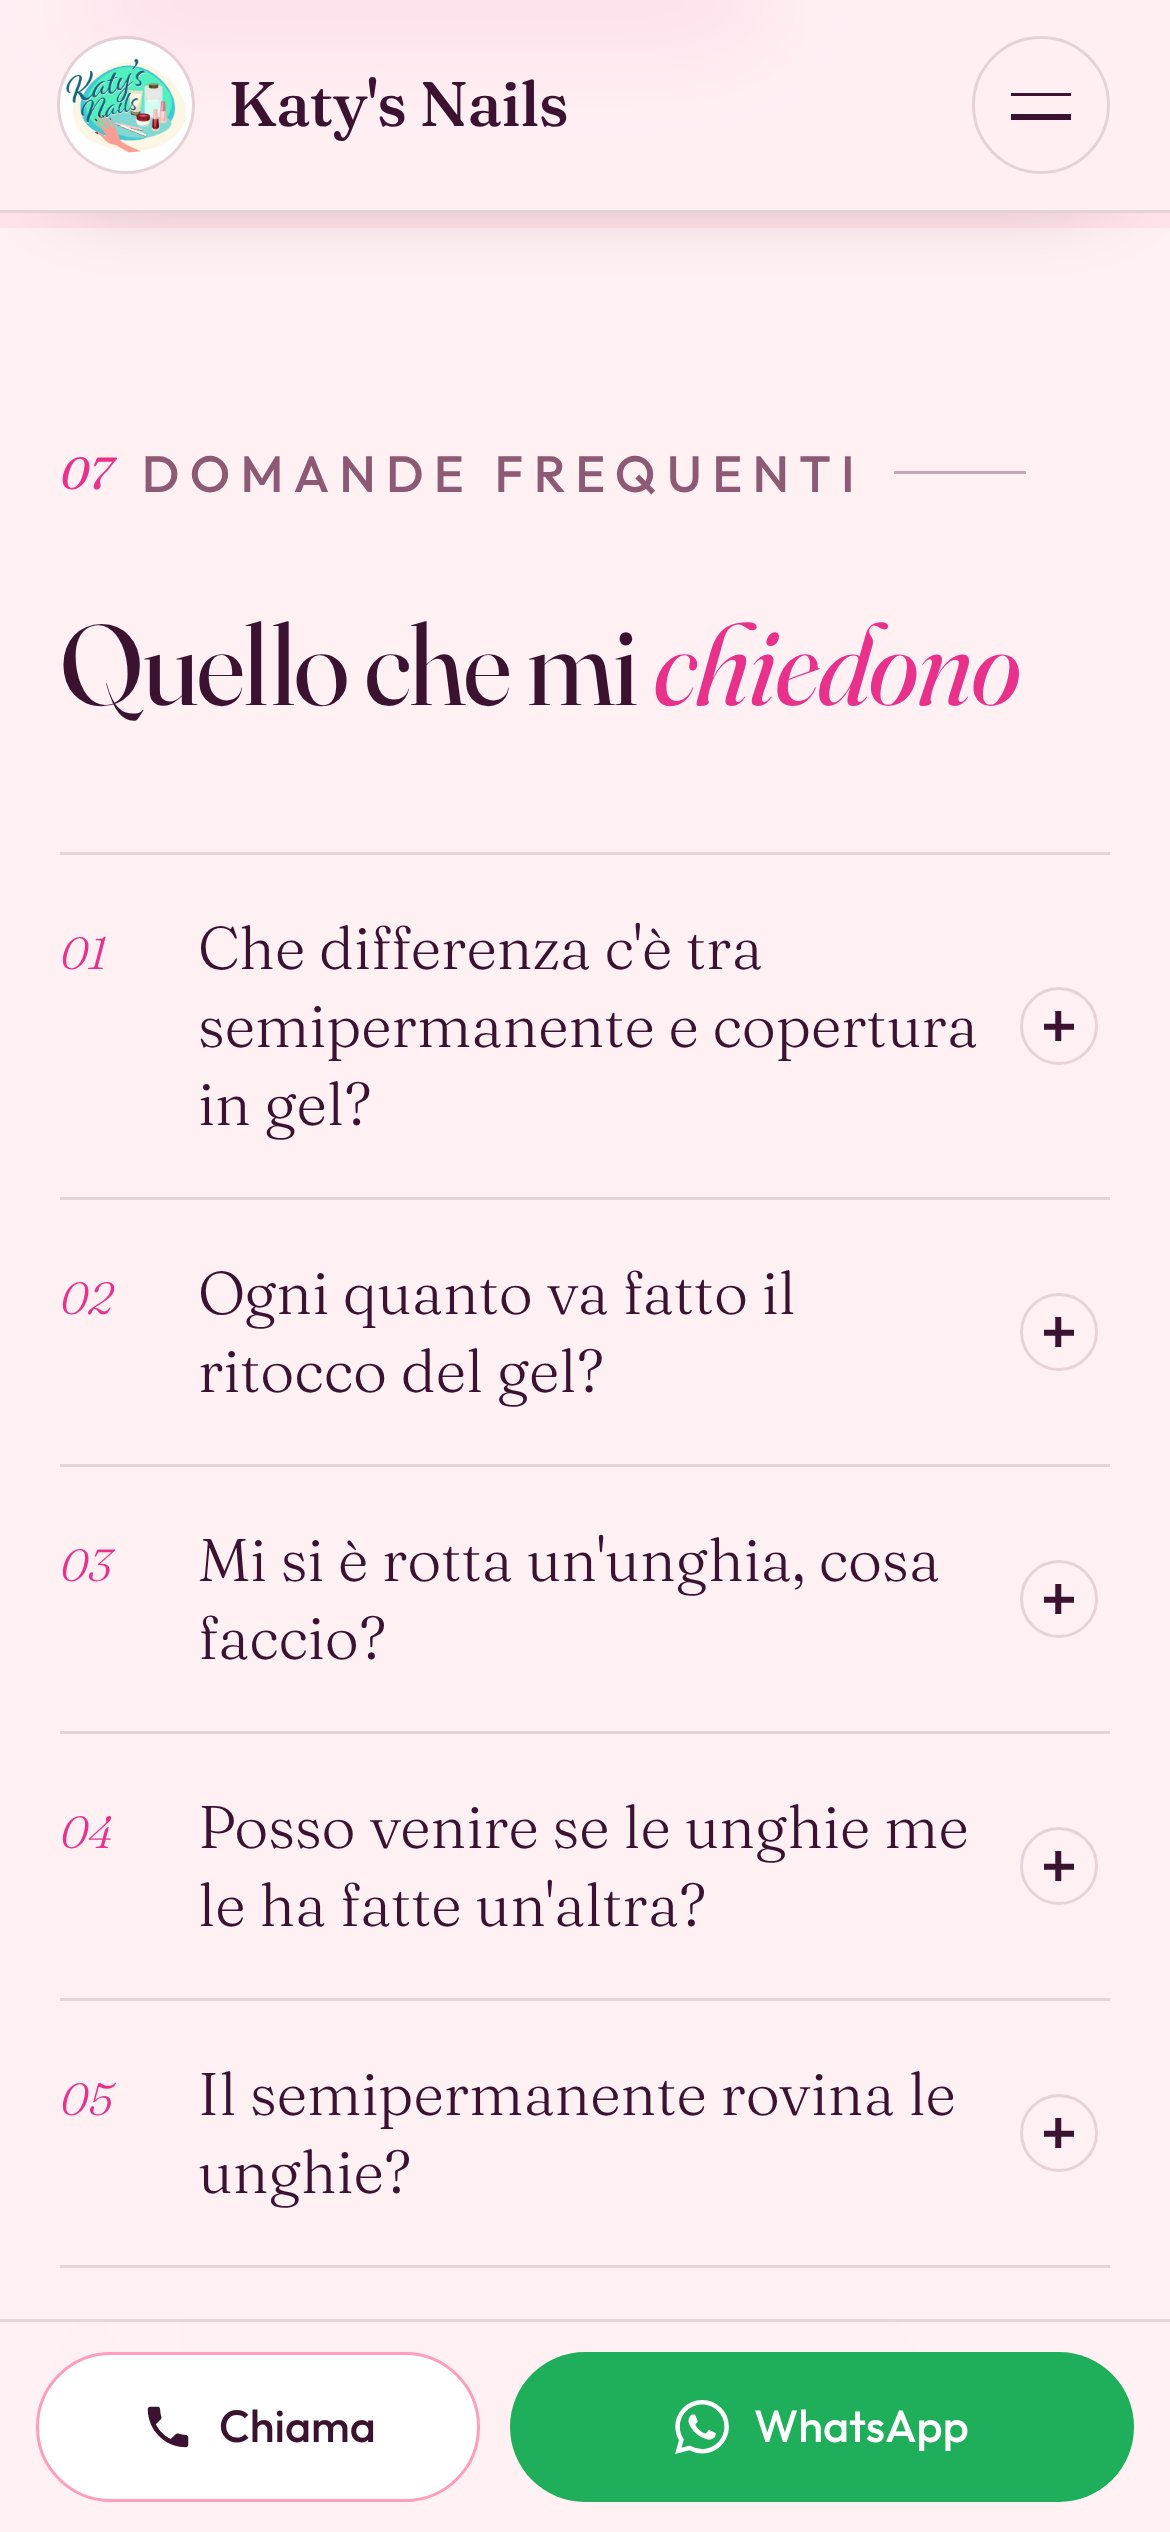 Katy's
Nails
Katy's Nails
07 DOMANDE FREQUENTI
Quello che mi chiedono
01 Che differenza c'è tra
semipermanente e copertura
in gel?
02 Ogni quanto va fatto il
ritocco del gel?
03 Mi si è rotta un'unghia, cosa
faccio?
04 Posso venire se le unghie me
le ha fatte un'altra?
05 Il semipermanente rovina le
unghie?
Chiama
WhatsApp